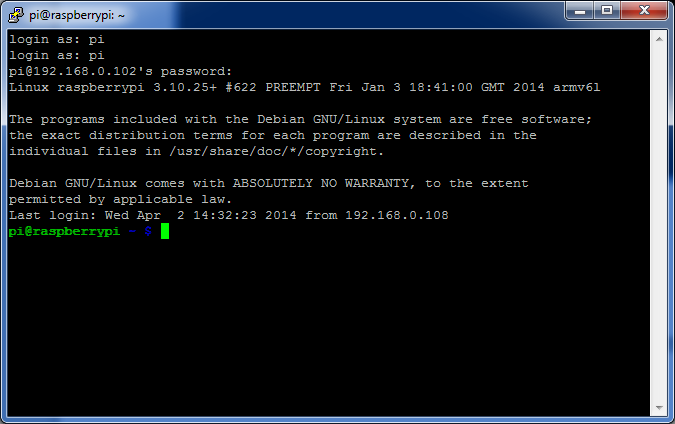 pi@raspberrypi: ~
login as: pi
login as: pi
pi@192.168.0.102's password:
Linux raspberrypi 3.10.25+ #622 PREEMPT Fri Jan 3 18:41:00 GMT 2014 armv6l
The programs included with the Debian GNU/Linux system are free software;
the exact distribution terms for each program are described in the
individual files in /usr/share/doc/*/copyright.
Debian GNU/Linux comes with ABSOLUTELY NO WARRANTY, to the extent
permitted by applicable law.
Last login: Wed Apr  2 14:32:23 2014 from 192.168.0.108
pi@raspberrypi ~ $